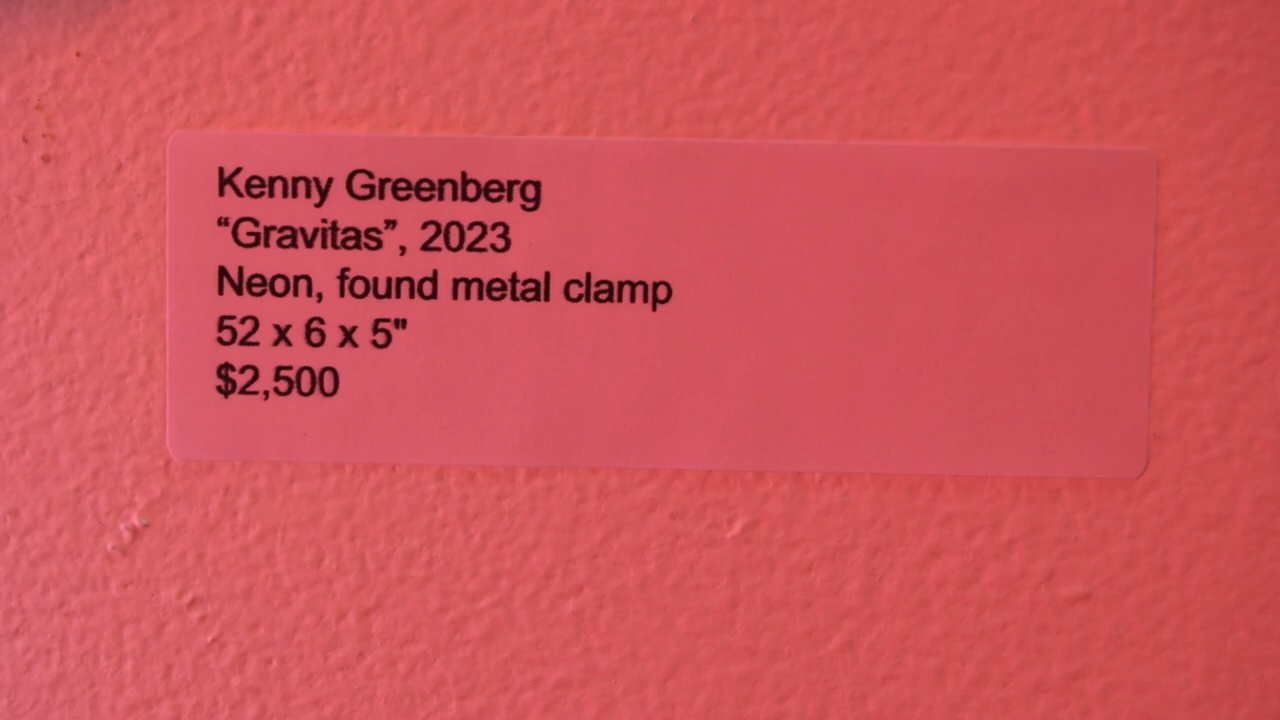 Kenny Greenberg
“Gravitas”, 2023
Neon, found metal clamp
52 x 6 x 5"
$2,500